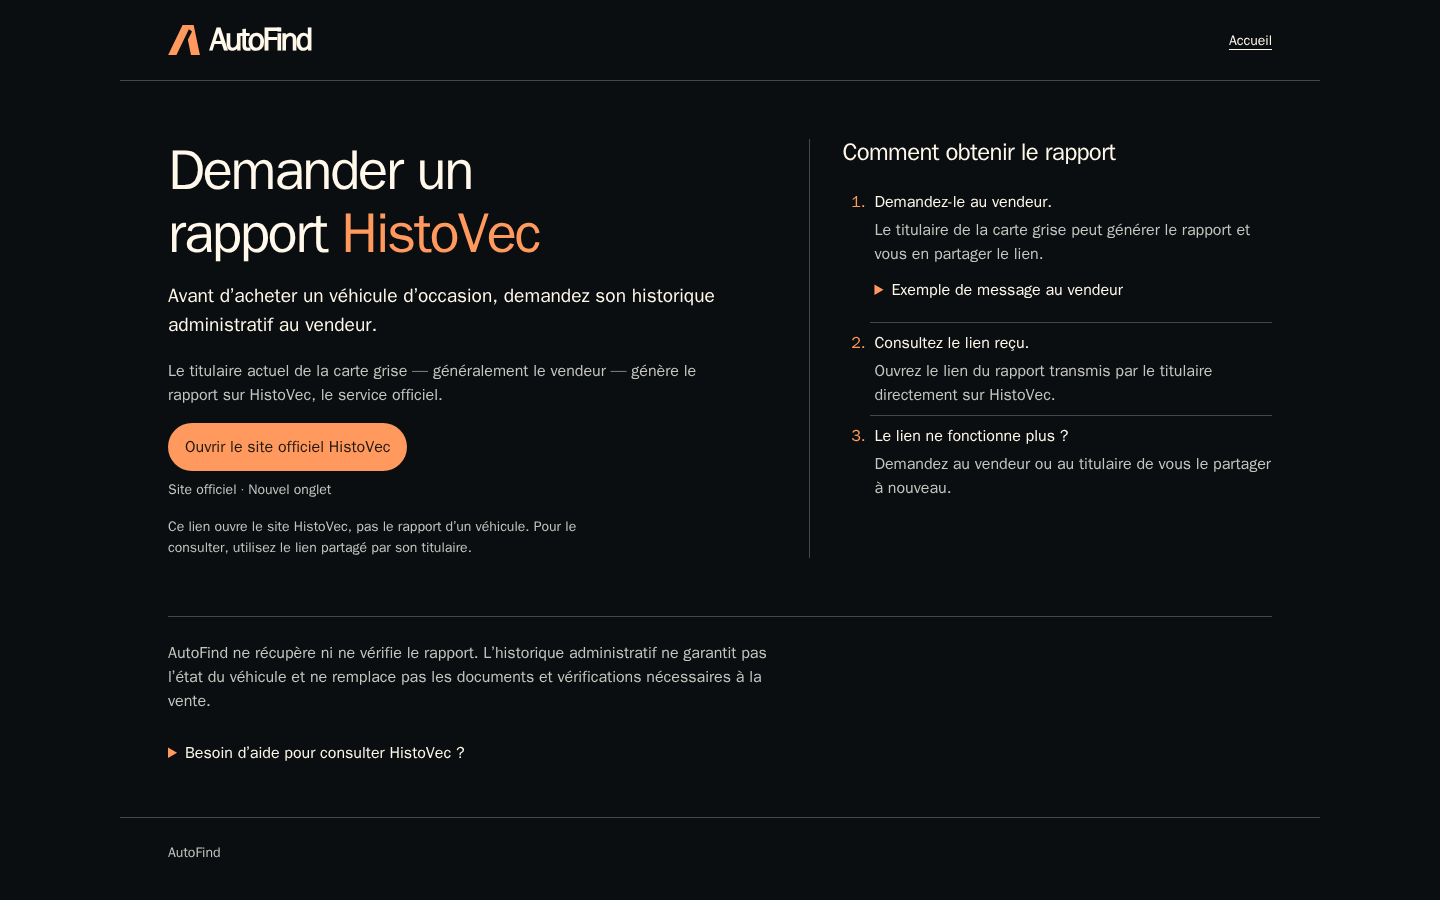 AutoFind
Accueil
Demander un
rapport HistoVec
Avant d’acheter un véhicule d’occasion, demandez son historique
administratif au vendeur.
Le titulaire actuel de la carte grise — généralement le vendeur — génère le
rapport sur HistoVec, le service officiel.
Ouvrir le site officiel HistoVec
Site officiel · Nouvel onglet
Ce lien ouvre le site HistoVec, pas le rapport d’un véhicule. Pour le
consulter, utilisez le lien partagé par son titulaire.
Comment obtenir le rapport
1. Demandez-le au vendeur.
Le titulaire de la carte grise peut générer le rapport et
vous en partager le lien.
Exemple de message au vendeur
2. Consultez le lien reçu.
Ouvrez le lien du rapport transmis par le titulaire
directement sur HistoVec.
3. Le lien ne fonctionne plus ?
Demandez au vendeur ou au titulaire de vous le partager
à nouveau.
AutoFind ne récupère ni ne vérifie le rapport. L’historique administratif ne garantit pas
l’état du véhicule et ne remplace pas les documents et vérifications nécessaires à la
vente.
Besoin d’aide pour consulter HistoVec ?
AutoFind